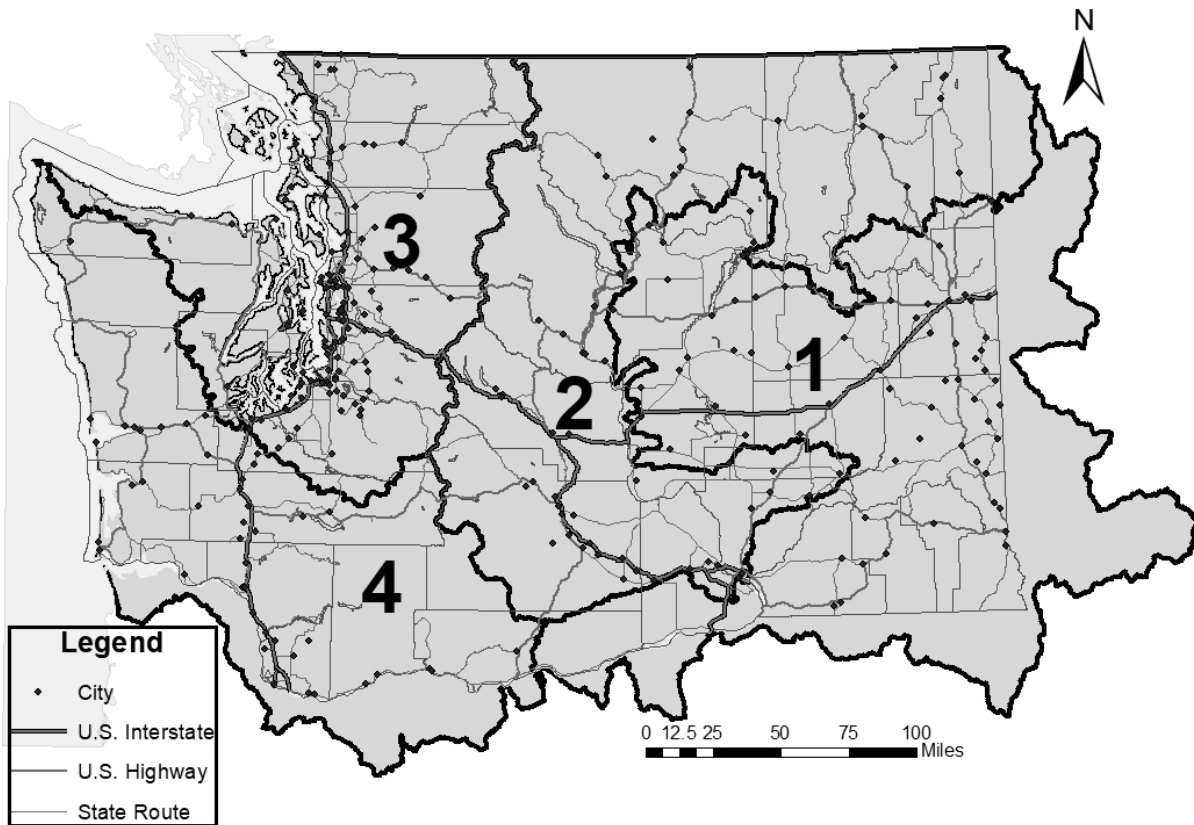 N
3
1
2
4
Legend
City
U.S. Interstate
U.S. Highway
State Route
0 12.5 25 50 75 100
Miles